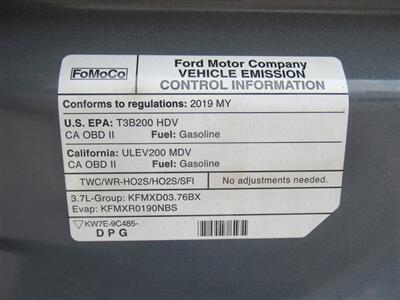 FoMoCo
Ford Motor Company
VEHICLE EMISSION
CONTROL INFORMATION
Conforms to regulations: 2019 MY
U.S. EPA: T3B200 HDV
CA OBD II Fuel: Gasoline
California: ULEV200 MDV
CA OBD II Fuel: Gasoline
TWC/WR-HO2S/HO2S/SFI No adjustments needed.
3.7L-Group: KFMXD03.76BX
Evap: KFMXR0190NBS
KW7E-9C485-
DPG